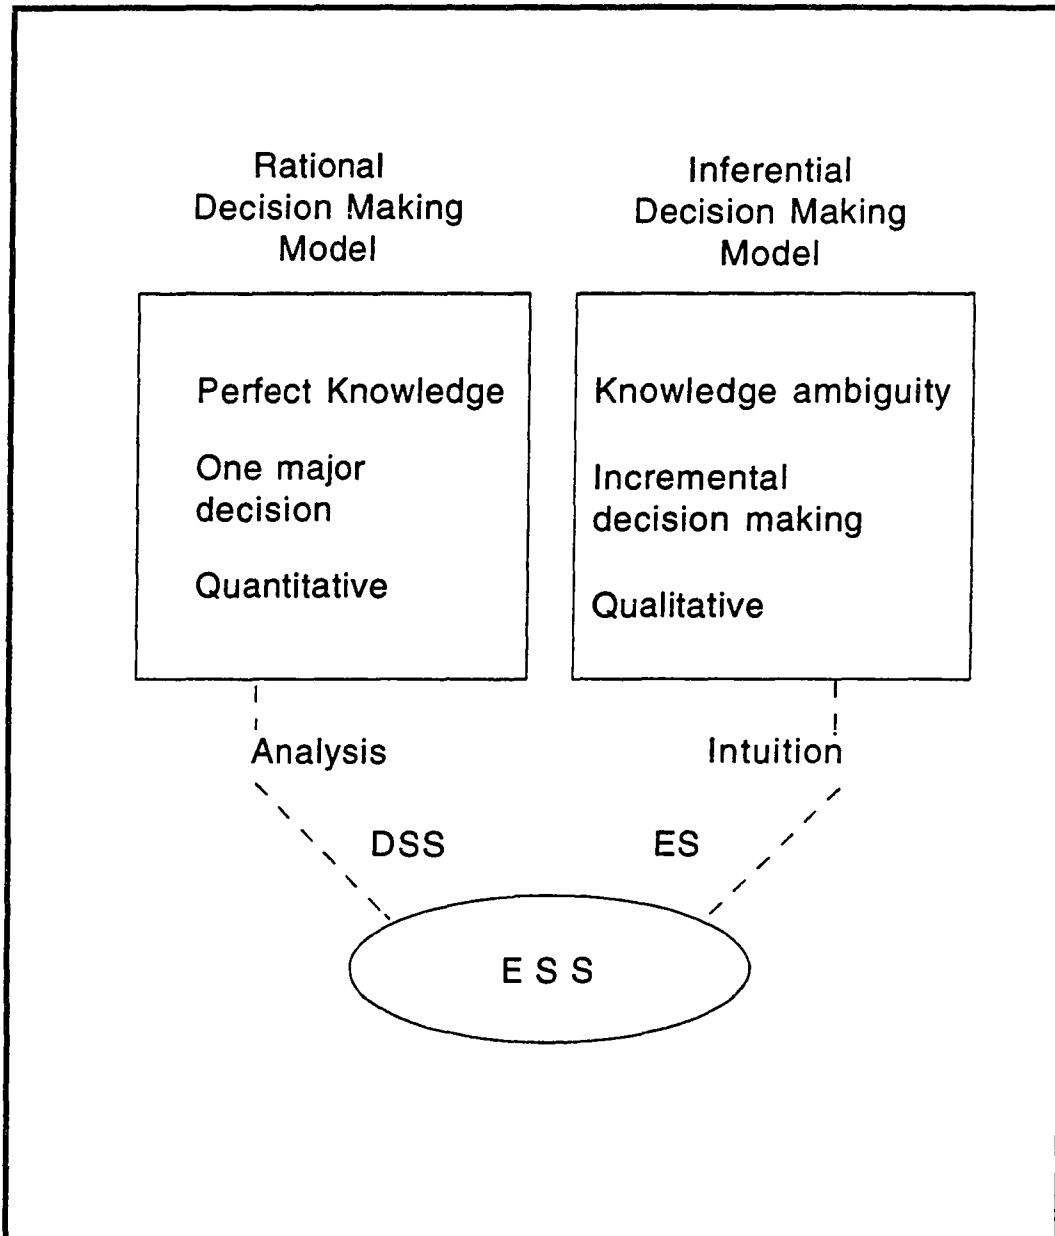 Rational
Decision Making
Model
Perfect Knowledge
One major
decision
Quantitative
Inferential
Decision Making
Model
Knowledge ambiguity
Incremental
decision making
Qualitative
Analysis
Intuition
DSS
ES
E S S